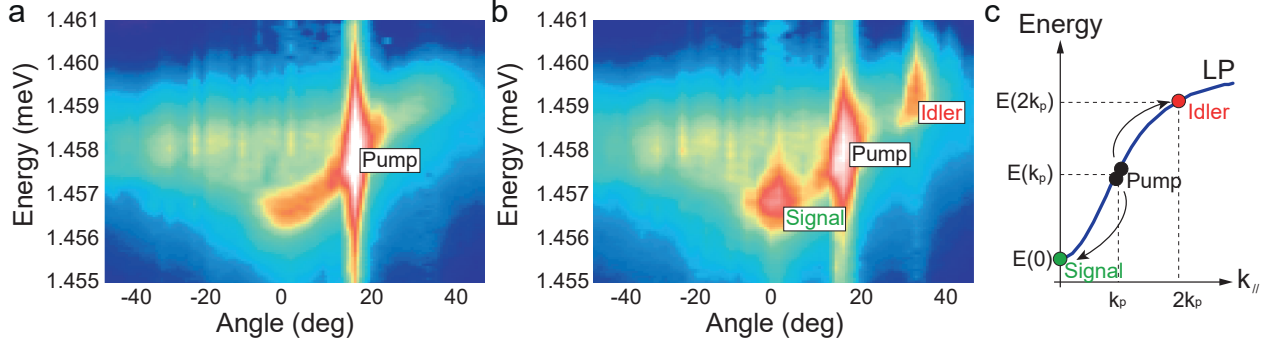 a
1.461
1.460
1.459
1.458
1.457
1.456
1.455
Energy (meV)
Pump
-40 -20 0 20 40
Angle (deg)
b
1.461
1.460
1.459
1.458
1.457
1.456
1.455
Energy (meV)
Idler
Pump
Signal
-40 -20 0 20 40
Angle (deg)
c
Energy
LP
E(2kp)
Idler
E(kp)
Pump
E(0)
Signal
k//
kp 2kp